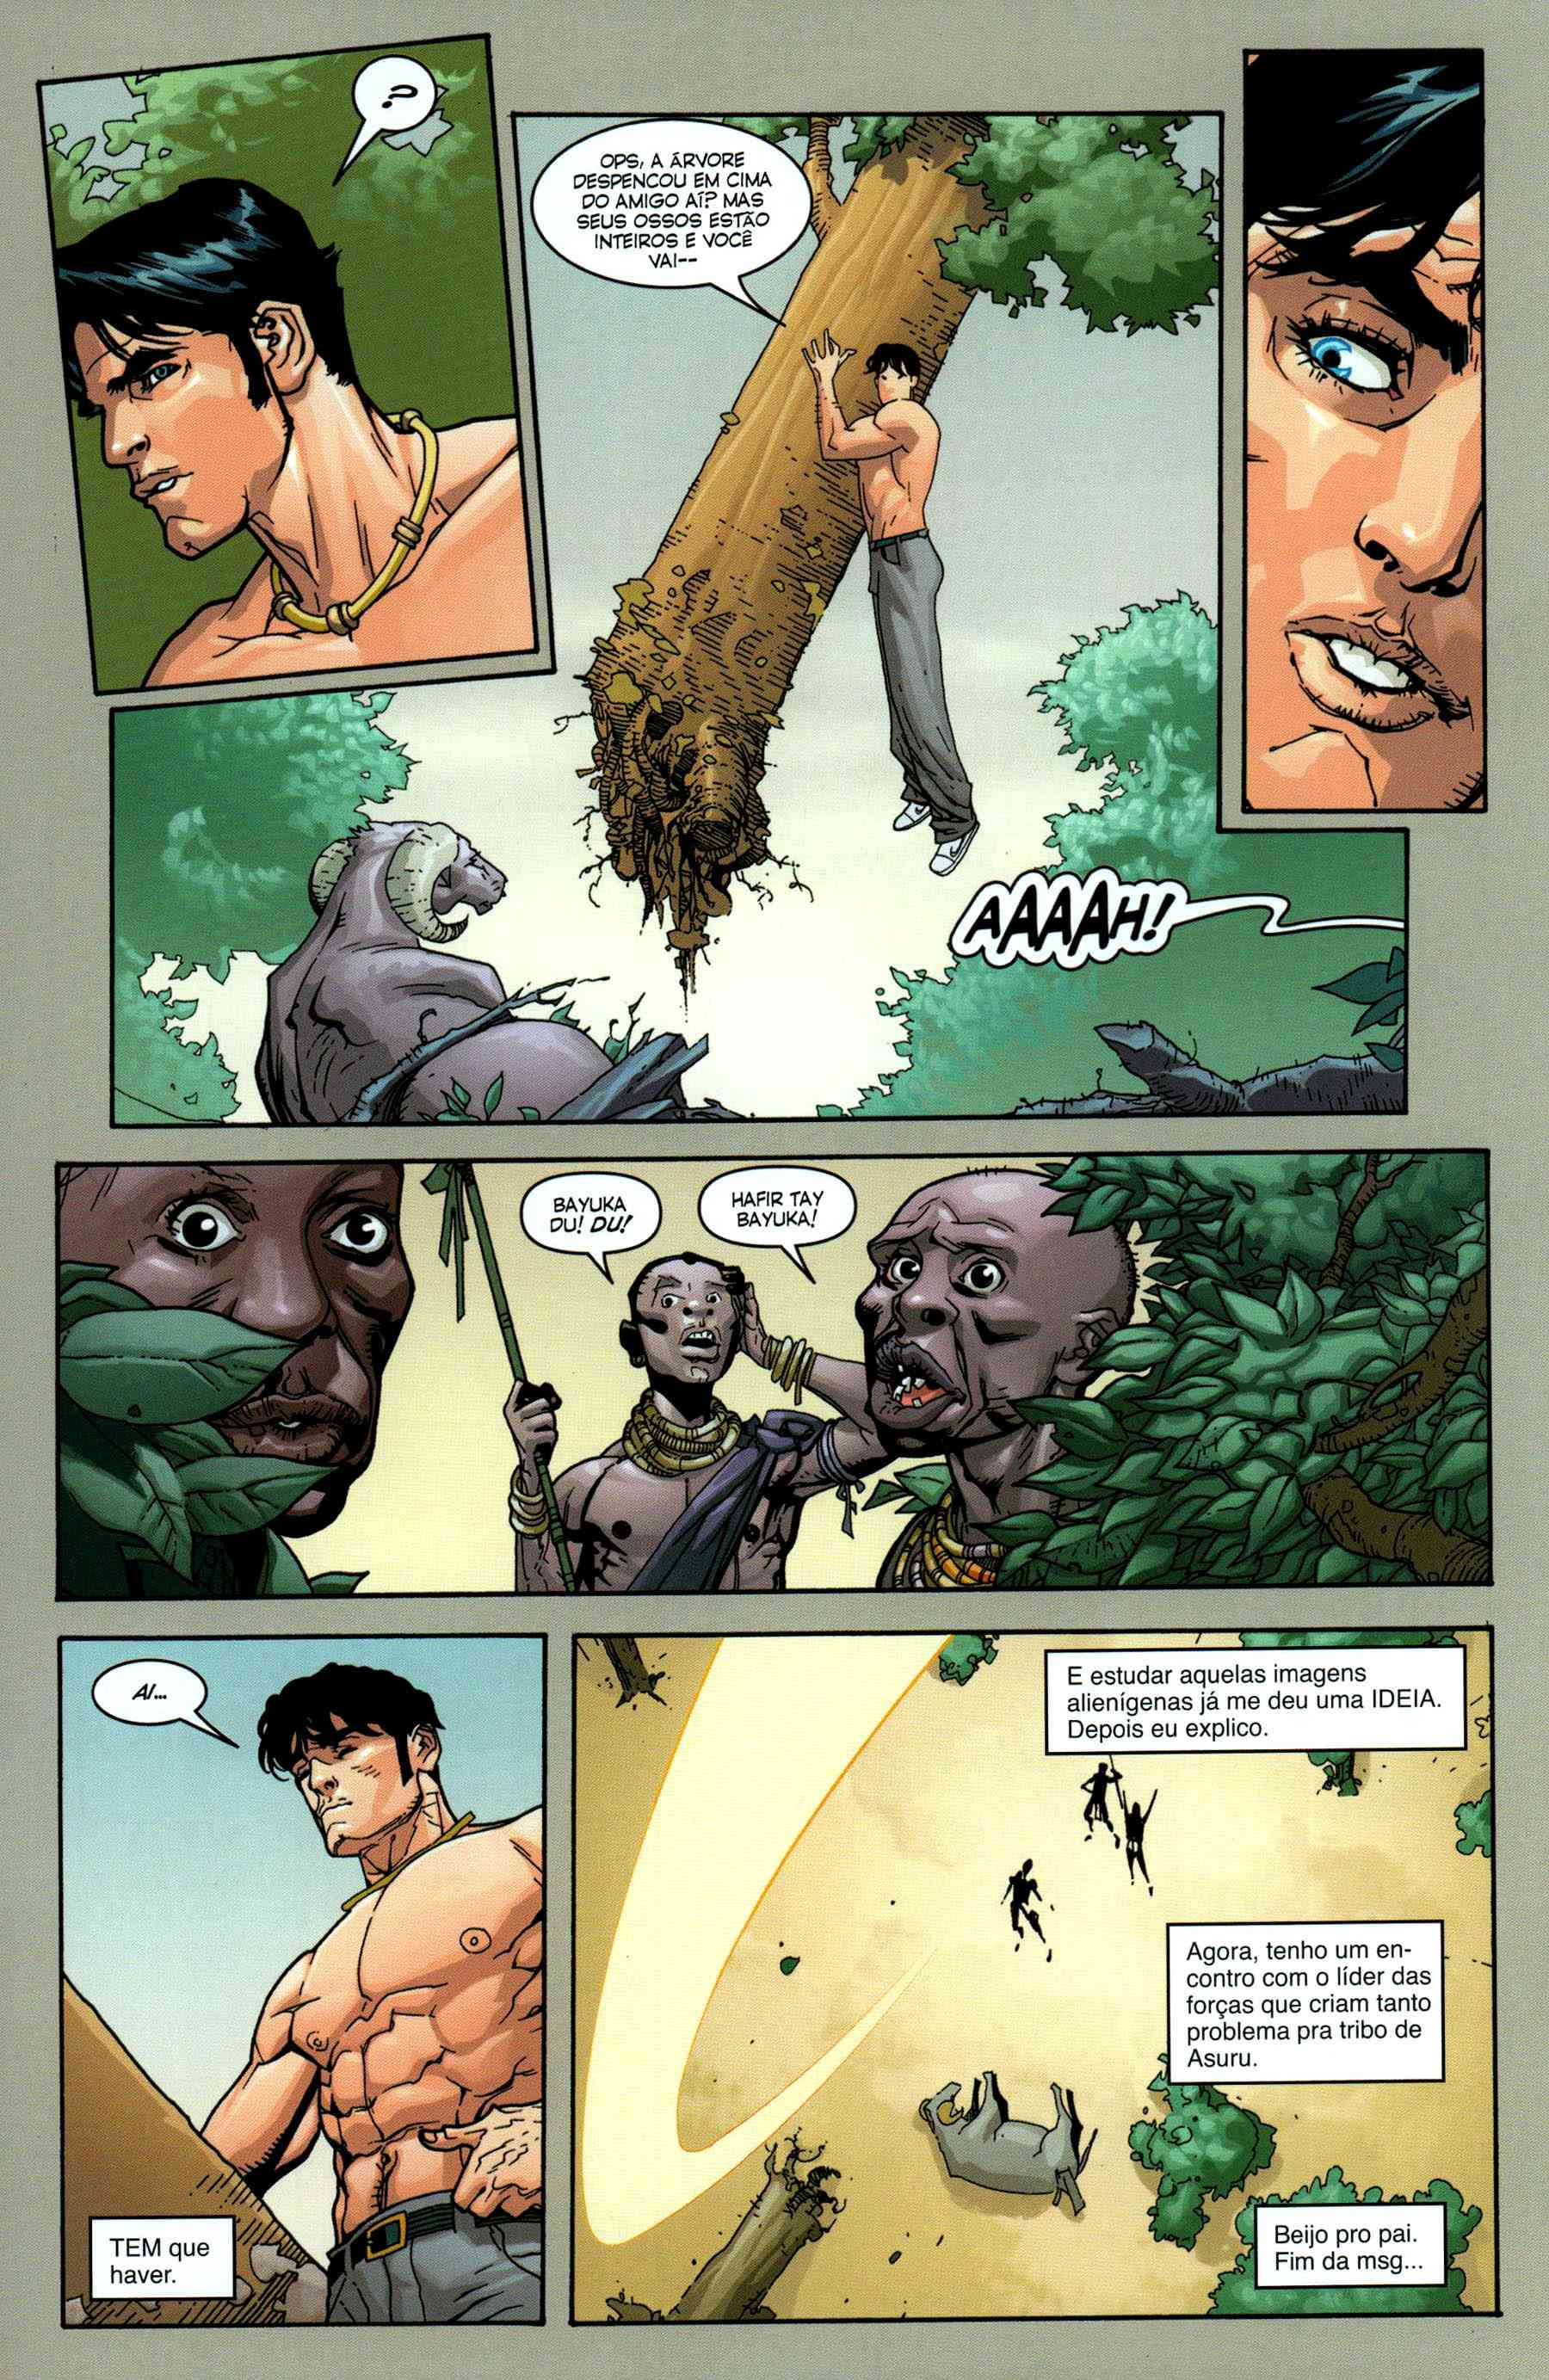 ?
OPS, A ÁRVORE
DESPENCOU EM CIMA
DO AMIGO AÍ? MAS
SEUS OSSOS ESTÃO
INTEIROS E VOCÊ
VAI--
AAAAH!
BAYUKA
DU! DU!
HAFIR TAY
BAYUKA!
AI...
TEM que
haver.
E estudar aquelas imagens
alienígenas já me deu uma IDEIA.
Depois eu explico.
Agora, tenho um en-
contro com o líder das
forças que criam tanto
problema pra tribo de
Asuru.
Beijo pro pai.
Fim da msg...